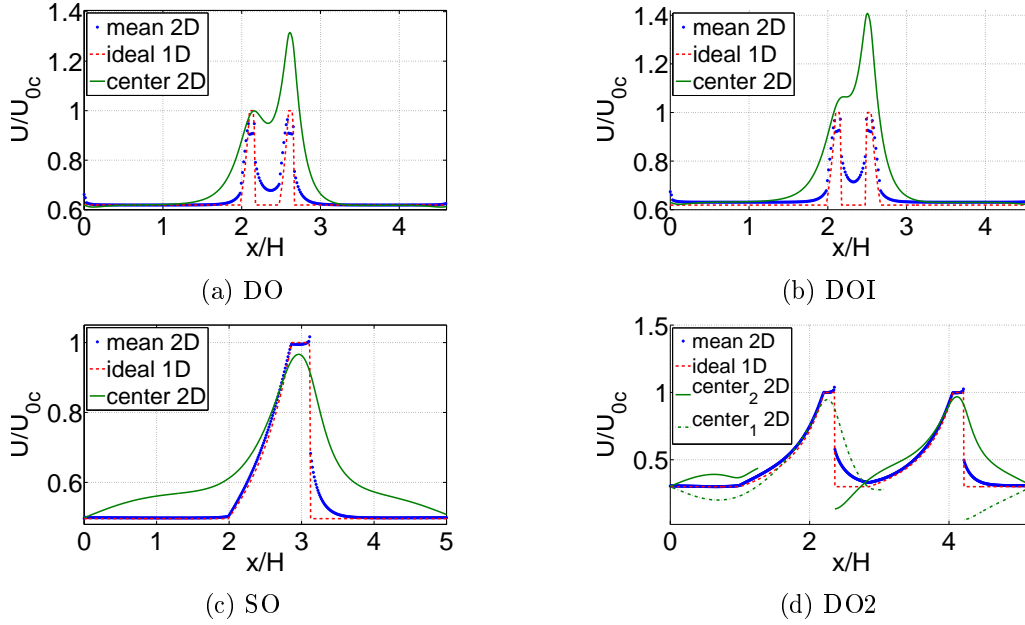 1.4
1.2
1
0.8
0.6
U/U0c
mean 2D
ideal 1D
center 2D
0 1 2 3 4
x/H
(a) DO
1.4
1.2
1
0.8
0.6
U/U0c
mean 2D
ideal 1D
center 2D
0 1 2 3 4
x/H
(b) DOI
1
0.8
0.6
U/U0c
mean 2D
ideal 1D
center 2D
0 1 2 3 4 5
x/H
(c) SO
1.5
1
0.5
U/U0c
mean 2D
ideal 1D
center2 2D
center1 2D
0 2 4
x/H
(d) DO2